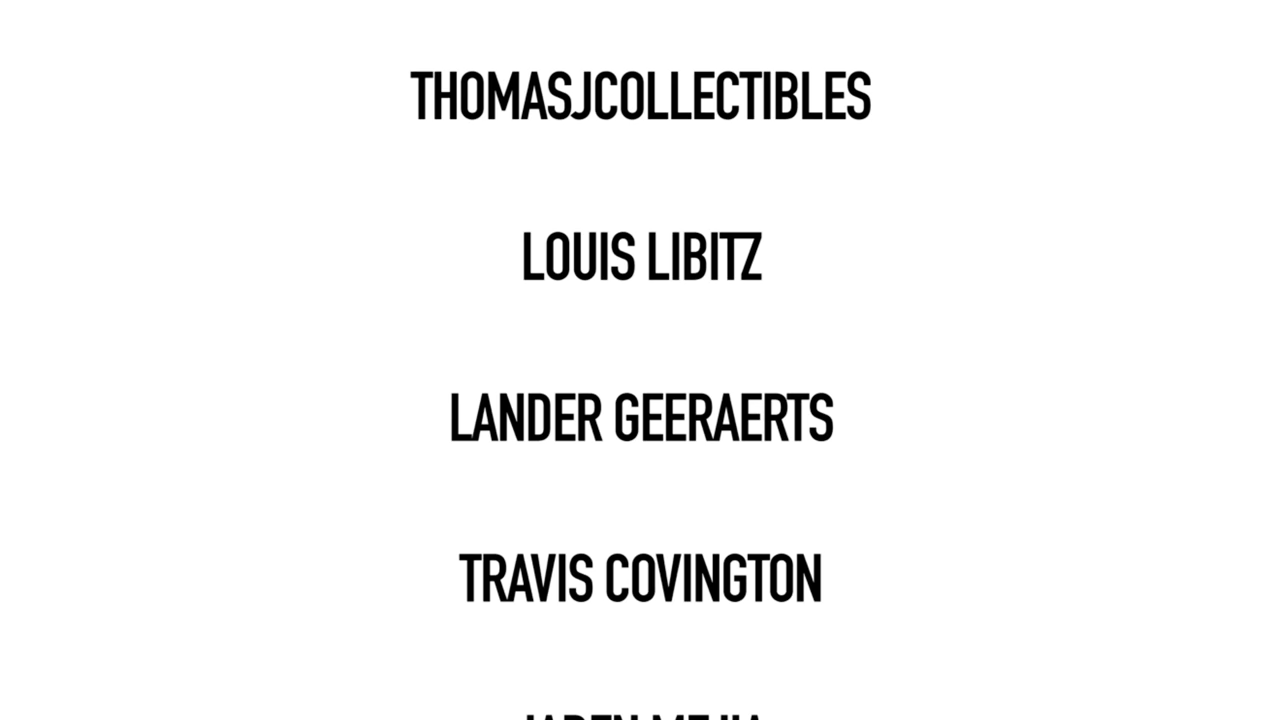 THOMASJCOLLECTIBLES
LOUIS LIBITZ
LANDER GEERAERTS
TRAVIS COVINGTON